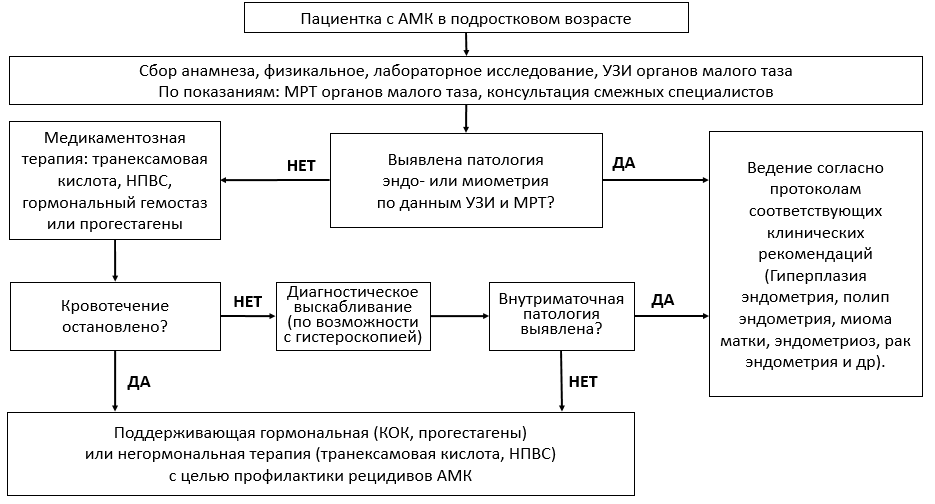 Пациентка с АМК в подростковом возрасте
Сбор анамнеза, физикальное, лабораторное исследование, УЗИ органов малого таза
По показаниям: МРТ органов малого таза, консультация смежных специалистов
Медикаментозная
терапия: транексамовая
кислота, НПВС,
гормональный гемостаз
или прогестагены
НЕТ
Выявлена патология
эндо- или миометрия
по данным УЗИ и МРТ?
ДА
Ведение согласно
протоколам
соответствующих
клинических
рекомендаций
(Гиперплазия
эндометрия, полип
эндометрия, миома
матки, эндометриоз, рак
эндометрия и др).
Кровотечение
остановлено?
НЕТ
Диагностическое
выскабливание
(по возможности
с гистероскопией)
Внутриматочная
патология
выявлена?
ДА
ДА
НЕТ
Поддерживающая гормональная (КОК, прогестагены)
или негормональная терапия (транексамовая кислота, НПВС)
с целью профилактики рецидивов АМК